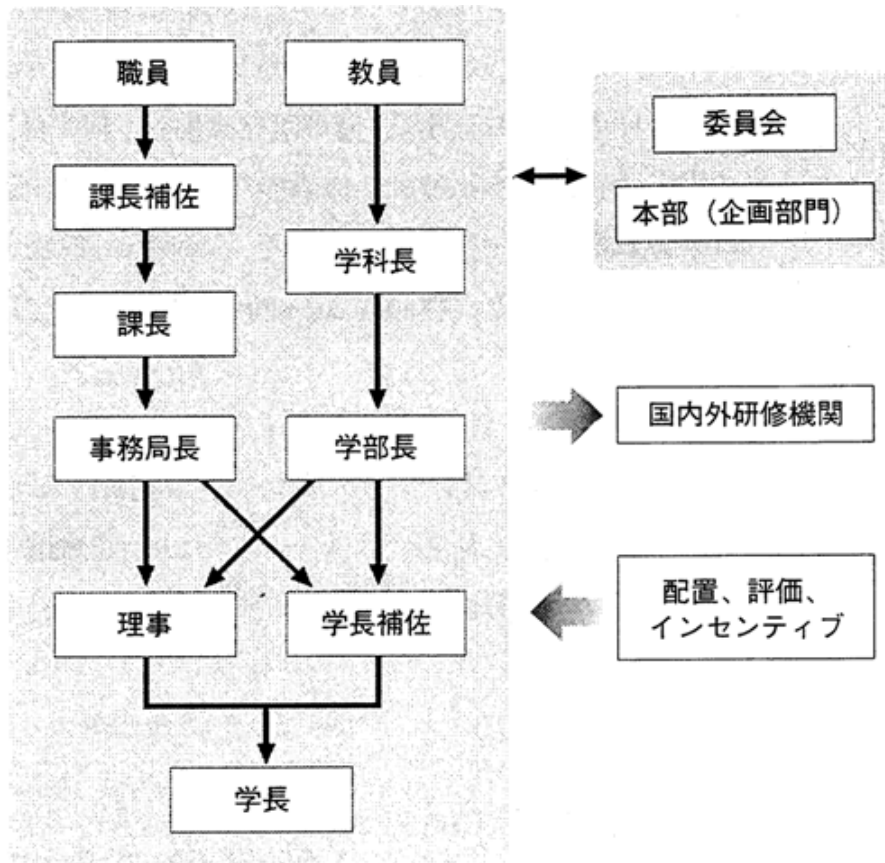 職員
課長補佐
課長
事務局長
理事
教員
学科長
学部長
学長補佐
学長
委員会
本部（企画部門）
国内外研修機関
配置、評価、
インセンティブ